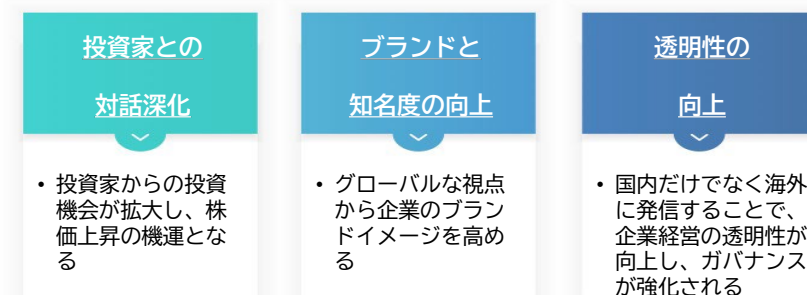 投資家との
対話深化
• 投資家からの投資
機会が拡大し、株
価上昇の機運とな
る
ブランドと
知名度の向上
• グローバルな視点
から企業のブラン
ドイメージを高め
る
透明性の
向上
• 国内だけでなく海外
に発信することで、
企業経営の透明性が
向上し、ガバナンス
が強化される